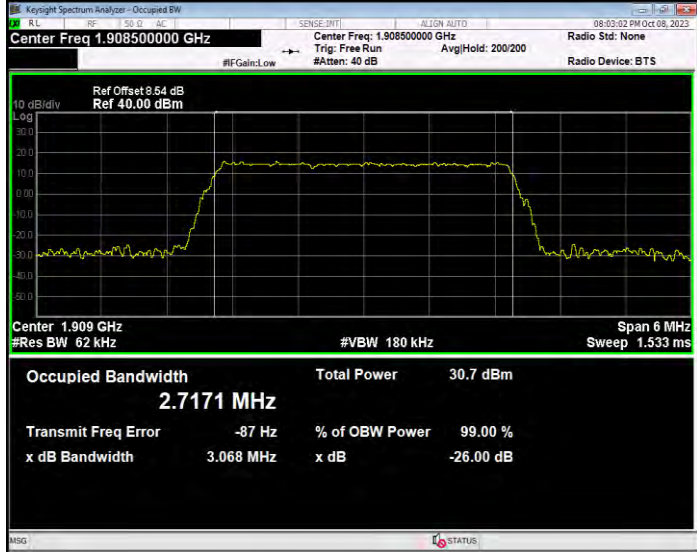 Keysight Spectrum Analyzer - Occupied BW
RL RF 50 Ω AC SENSE:INT ALIGN AUTO 08:03:02 PM Oct 08, 2023
Center Freq 1.908500000 GHz Center Freq: 1.908500000 GHz Radio Std: None
Trig: Free Run Avg|Hold: 200/200
#IFGain:Low #Atten: 40 dB Radio Device: BTS
Ref Offset 8.54 dB
10 dB/div Ref 40.00 dBm
Log
30.0
20.0
10.0
0.00
-10.0
-20.0
-30.0
-40.0
-50.0
Center 1.909 GHz Span 6 MHz
#Res BW 62 kHz #VBW 180 kHz Sweep 1.533 ms
Occupied Bandwidth Total Power 30.7 dBm
2.7171 MHz
Transmit Freq Error -87 Hz % of OBW Power 99.00 %
x dB Bandwidth 3.068 MHz x dB -26.00 dB
MSG STATUS